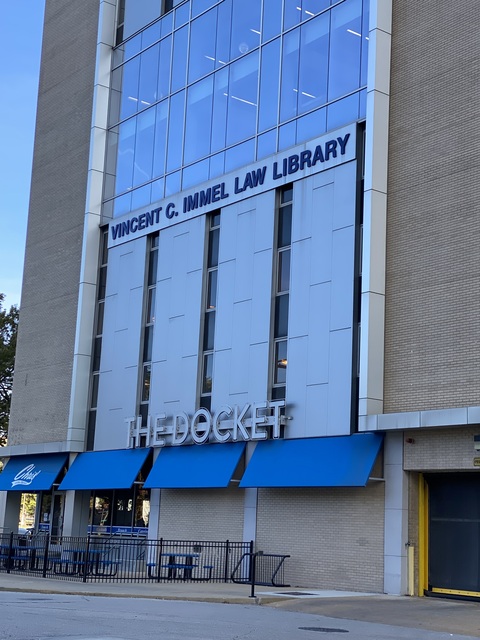 VINCENT C. IMMEL LAW LIBRARY
THE DOCKET